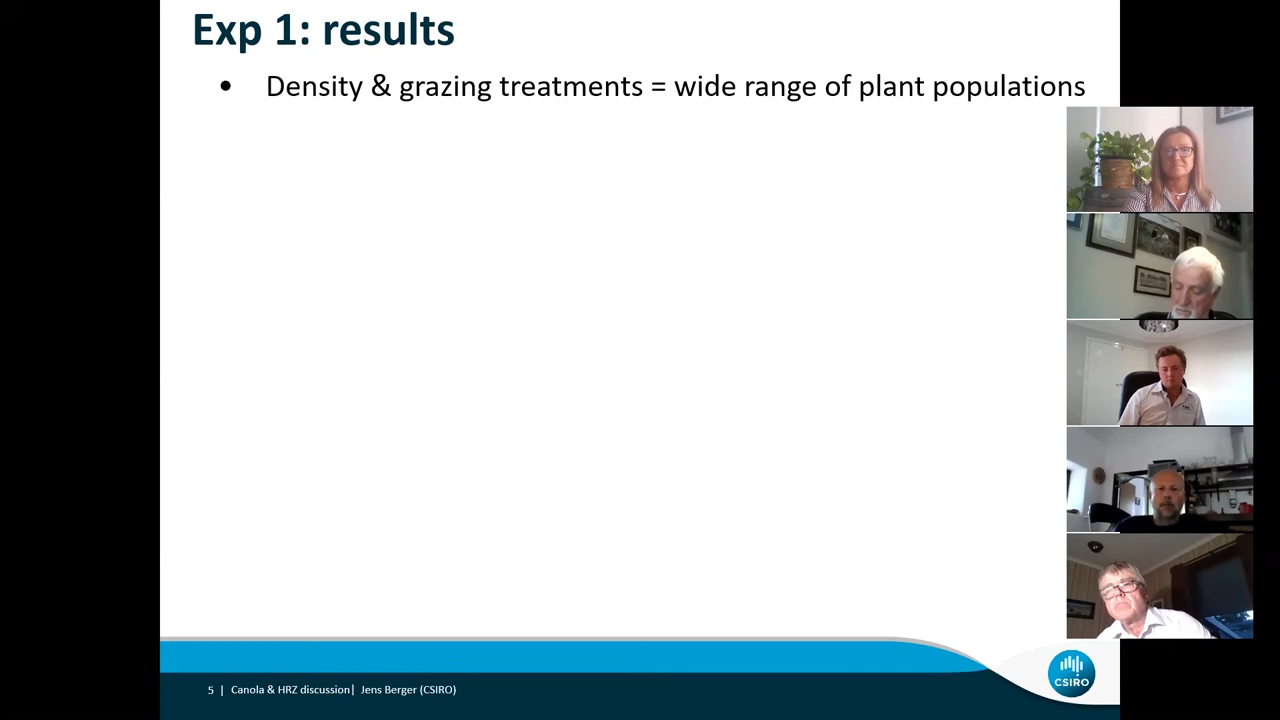 Exp 1: results
• Density & grazing treatments = wide range of plant populations
5 | Canola & HRZ discussion| Jens Berger (CSIRO)
CSIRO